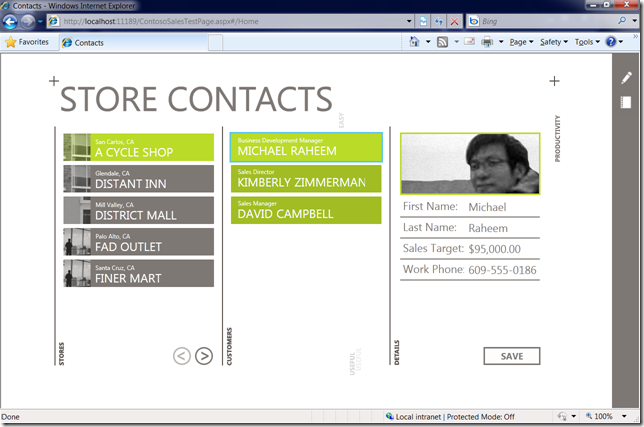 Contacts - Windows Internet Explorer
http://localhost:11189/ContosoSalesTestPage.aspx#/Home
Bing
Favorites
Contacts
Page
Safety
Tools
STORE CONTACTS
EASY
PRODUCTIVITY
San Carlos, CA
A CYCLE SHOP
Glendale, CA
DISTANT INN
Mill Valley, CA
DISTRICT MALL
Palo Alto, CA
FAD OUTLET
Santa Cruz, CA
FINER MART
STORES
Business Development Manager
MICHAEL RAHEEM
Sales Director
KIMBERLY ZIMMERMAN
Sales Manager
DAVID CAMPBELL
CUSTOMERS
USEFUL
First Name: Michael
Last Name: Raheem
Sales Target: $95,000.00
Work Phone: 609-555-0186
DETAILS
SAVE
Done
Local intranet | Protected Mode: Off
100%